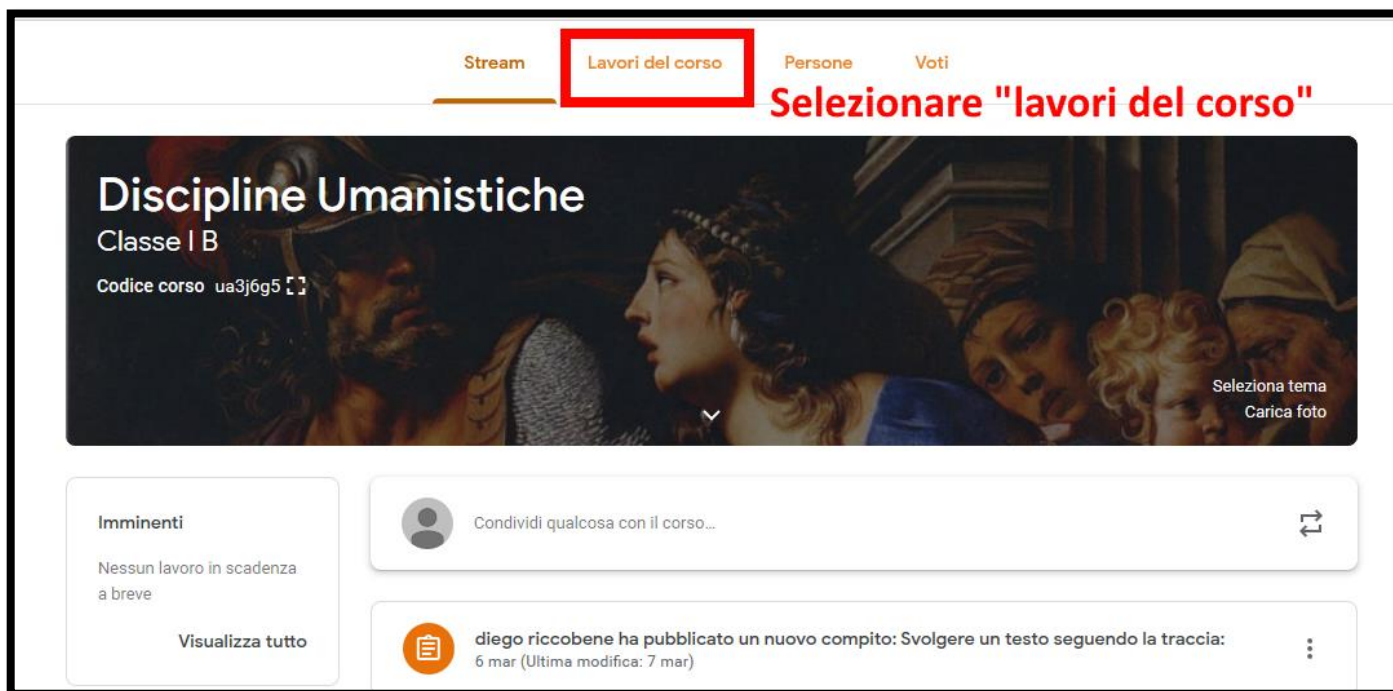 Stream Lavori del corso Persone Voti
Selezionare "lavori del corso"
Discipline Umanistiche
Classe I B
Codice corso ua3j6g5
Seleziona tema
Carica foto
Imminenti
Nessun lavoro in scadenza
a breve
Visualizza tutto
Condividi qualcosa con il corso...
diego riccobene ha pubblicato un nuovo compito: Svolgere un testo seguendo la traccia:
6 mar (Ultima modifica: 7 mar)